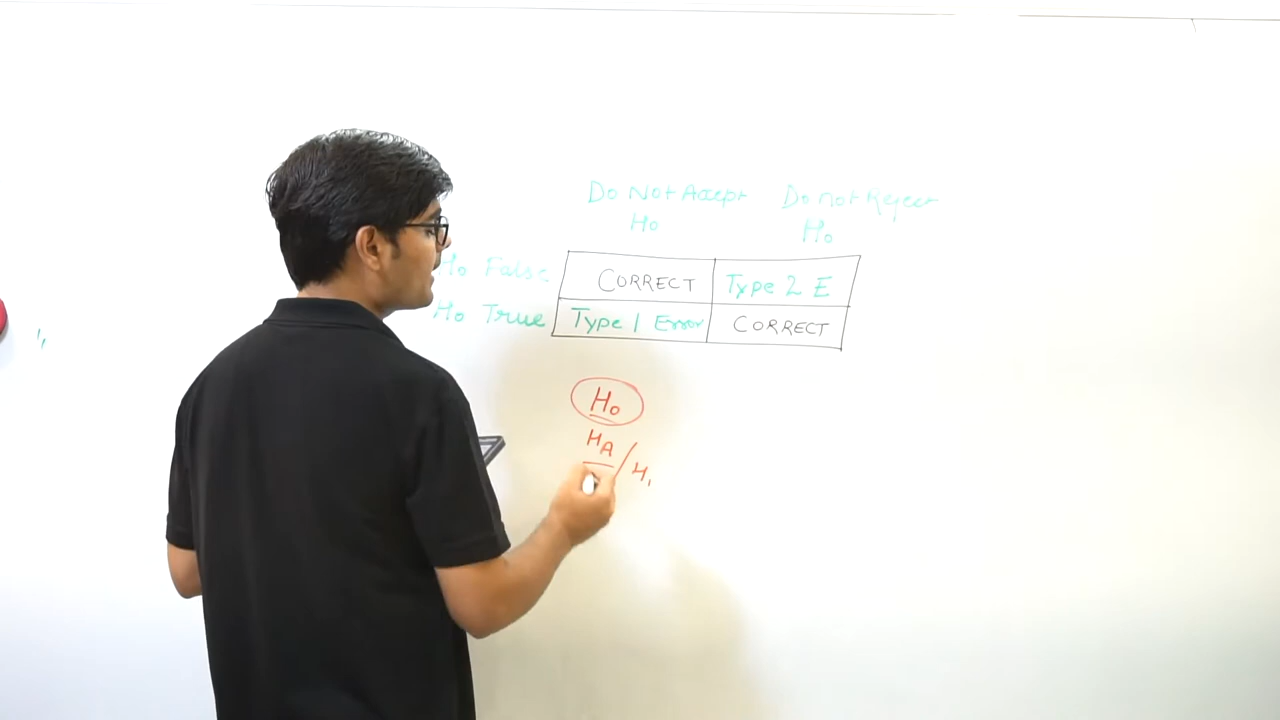 Do Not Accept Do not Reject
Ho Ho
Ho False CORRECT Type 2 E
Ho True Type 1 Error CORRECT
Ho
HA / H1